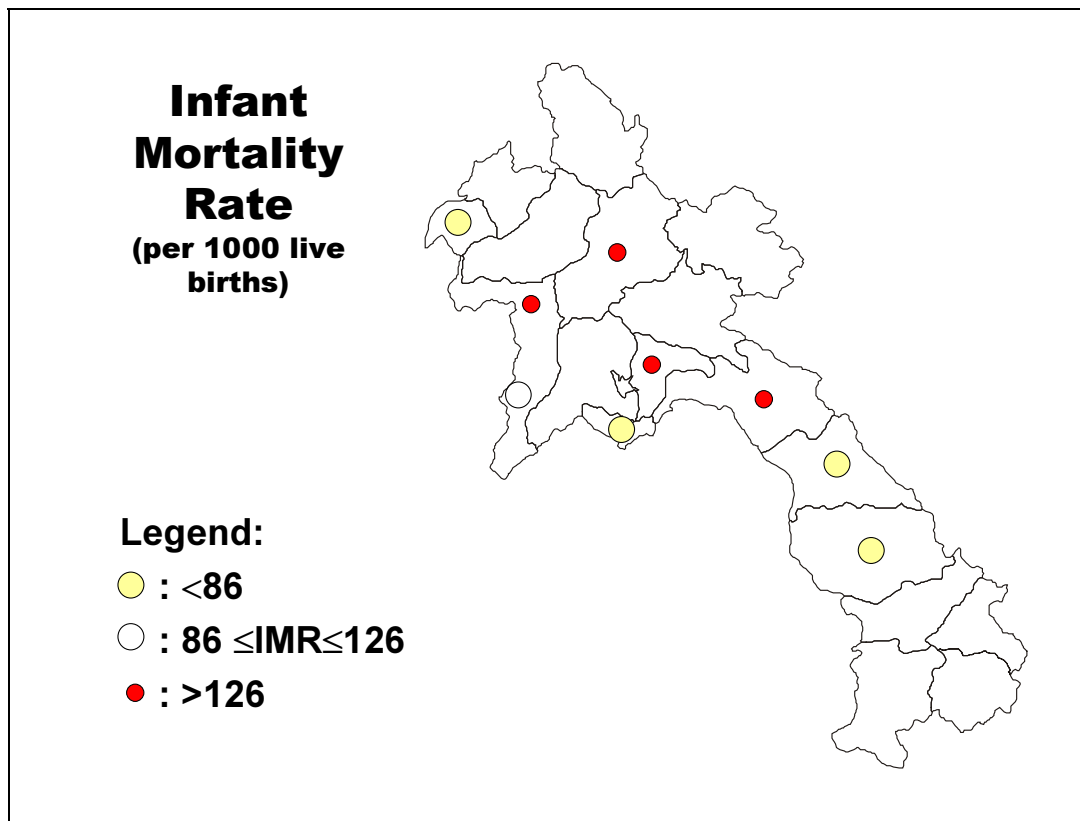 Infant
Mortality
Rate
(per 1000 live
births)
Legend:
: <86
: 86 ≤IMR≤126
: >126